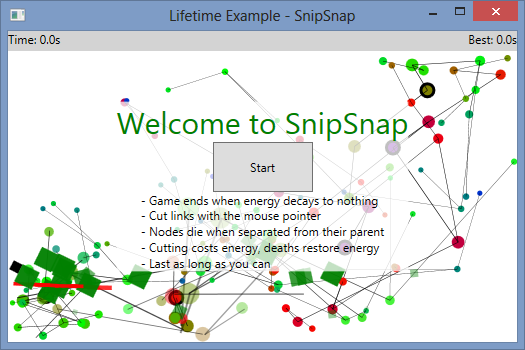 Lifetime Example - SnipSnap
Time: 0.0s
Best: 0.0s
Welcome to SnipSnap
Start
- Game ends when energy decays to nothing
- Cut links with the mouse pointer
- Nodes die when separated from their parent
- Cutting costs energy, deaths restore energy
- Last as long as you can